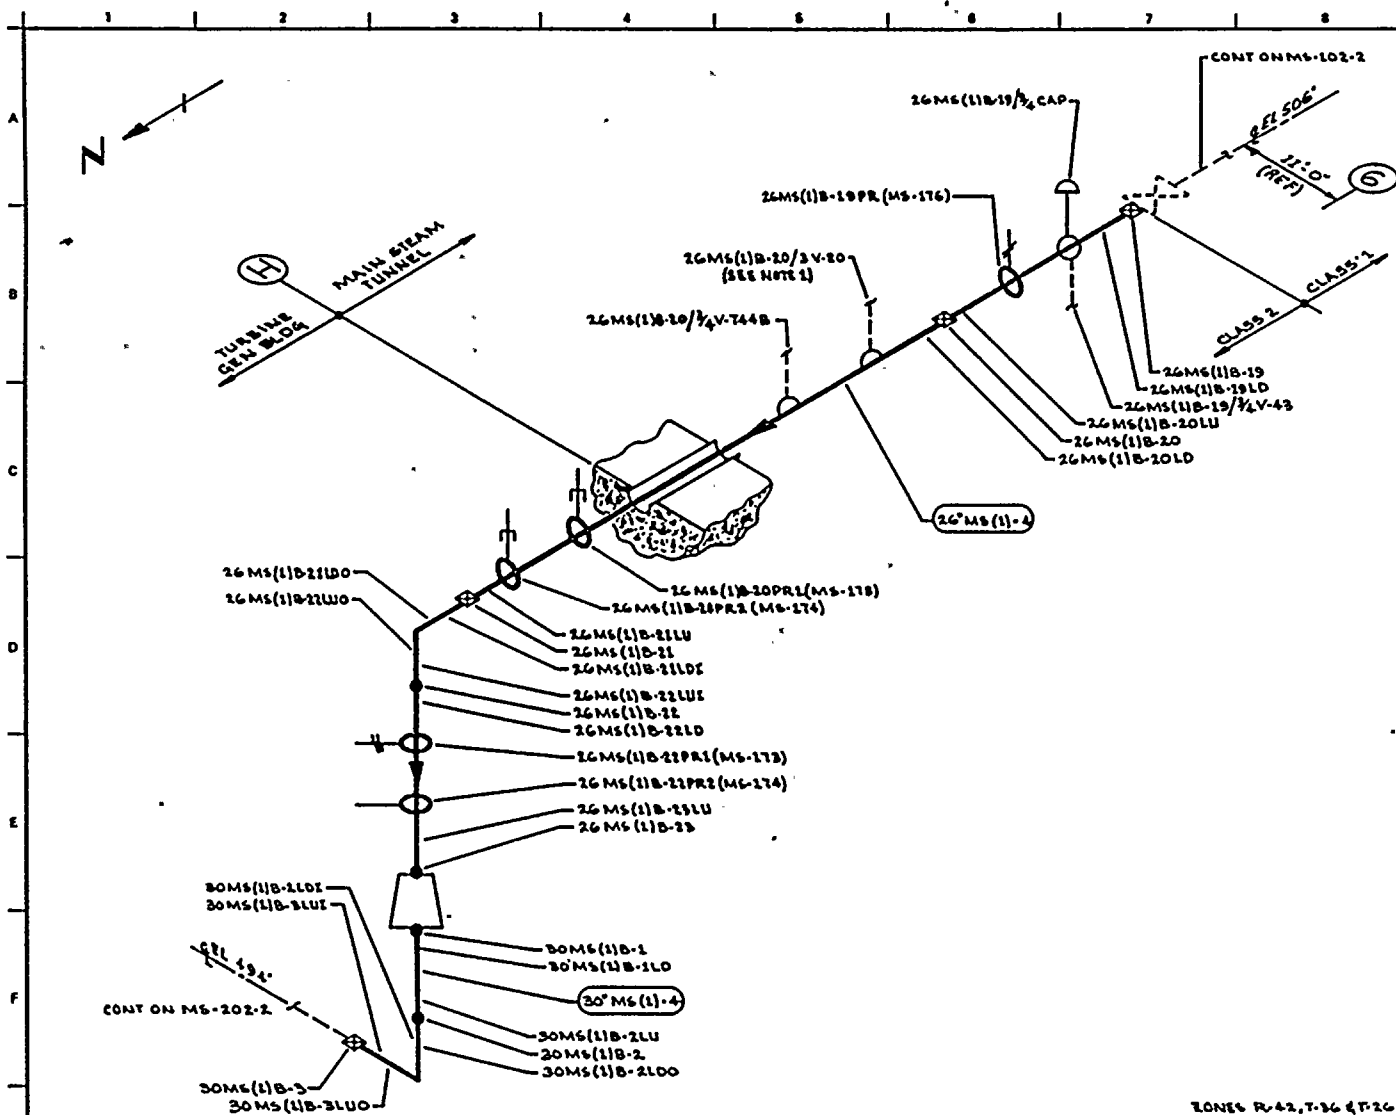 1 2 3 4 5 6 7 8
A
B
C
D
E
F
N
CONT ON MS-202-2
26MS(1)B-19/¾CAP
¢EL 506'
11'-0"
(REF)
6
26MS(1)B-19PR (MS-176)
H
MAIN STEAM
TUNNEL
TURBINE
GEN BLDG
26MS(1)B-20/3V-20
(SEE NOTE 1)
26MS(1)B-20/¾V-T44B
CLASS-1
CLASS 2
26MS(1)B-19
26MS(1)B-19LD
26MS(1)B-19/¾V-43
26MS(1)B-20LU
26MS(1)B-20
26MS(1)B-20LD
26"MS(1)-4
26MS(1)B-21LDO
26MS(1)B-22LUO
26MS(1)B-20PR1(MS-175)
26MS(1)B-20PR2(MS-174)
26MS(1)B-21LU
26MS(1)B-21
26MS(1)B-21LDI
26MS(1)B-22LUI
26MS(1)B-22
26MS(1)B-22LD
26MS(1)B-22PR1(MS-173)
26MS(1)B-22PR2(MS-174)
26MS(1)B-23LU
26MS(1)B-23
30MS(1)B-2LDI
30MS(1)B-3LUI
30MS(1)B-1
30MS(1)B-1LD
30"MS(1)-4
CONT ON MS-202-2
30MS(1)B-2LU
30MS(1)B-2
30MS(1)B-2LDO
30MS(1)B-3
30MS(1)B-3LUO
ZONES R-42, T-36 & T-26